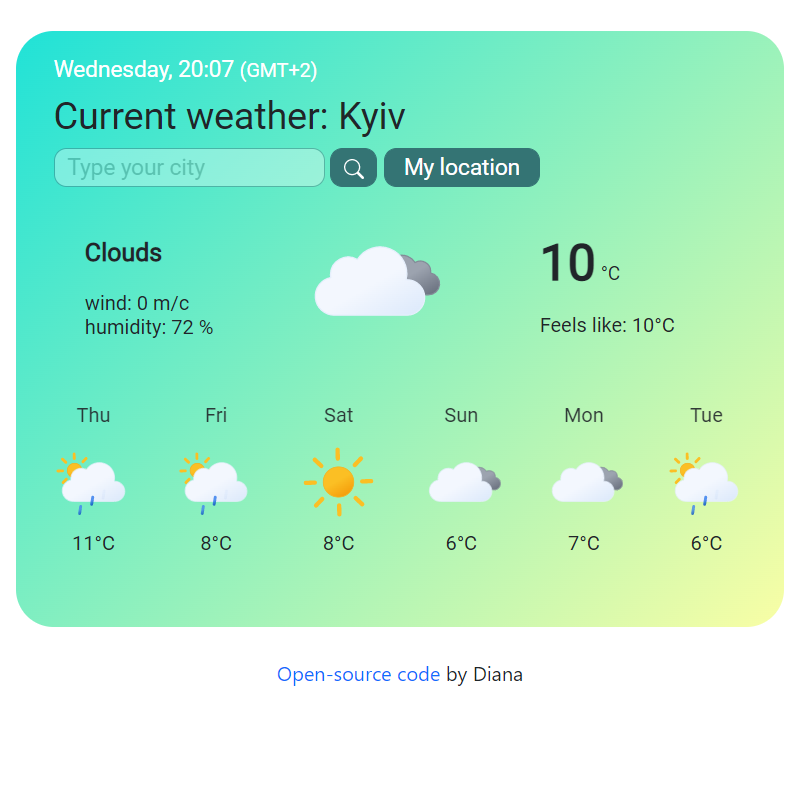 Wednesday, 20:07 (GMT+2)
Current weather: Kyiv
Type your city
My location
Clouds
wind: 0 m/c
humidity: 72 %
10 °C
Feels like: 10°C
Thu Fri Sat Sun Mon Tue
11°C 8°C 8°C 6°C 7°C 6°C
Open-source code by Diana